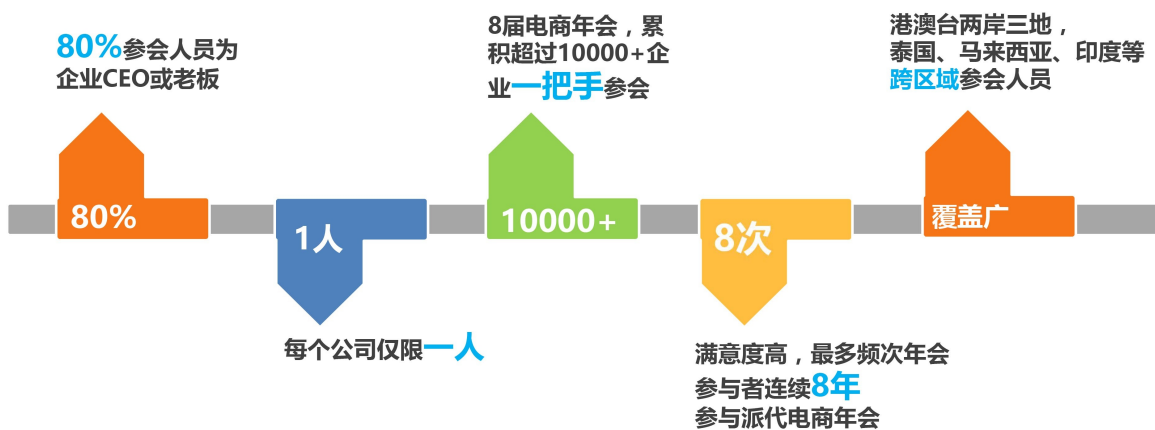 80%参会人员为
企业CEO或老板
80%
1人
每个公司仅限一人
8届电商年会，累
积超过10000+企
业一把手参会
10000+
8次
满意度高，最多频次年会
参与者连续8年
参与派代电商年会
港澳台两岸三地，
泰国、马来西亚、印度等
跨区域参会人员
覆盖广